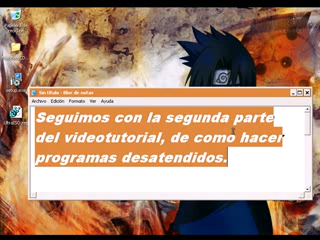 Sin título - Bloc de notas
Archivo Edición Formato Ver Ayuda
Seguimos con la segunda parte
del videotutorial, de como hacer
programas desatendidos.